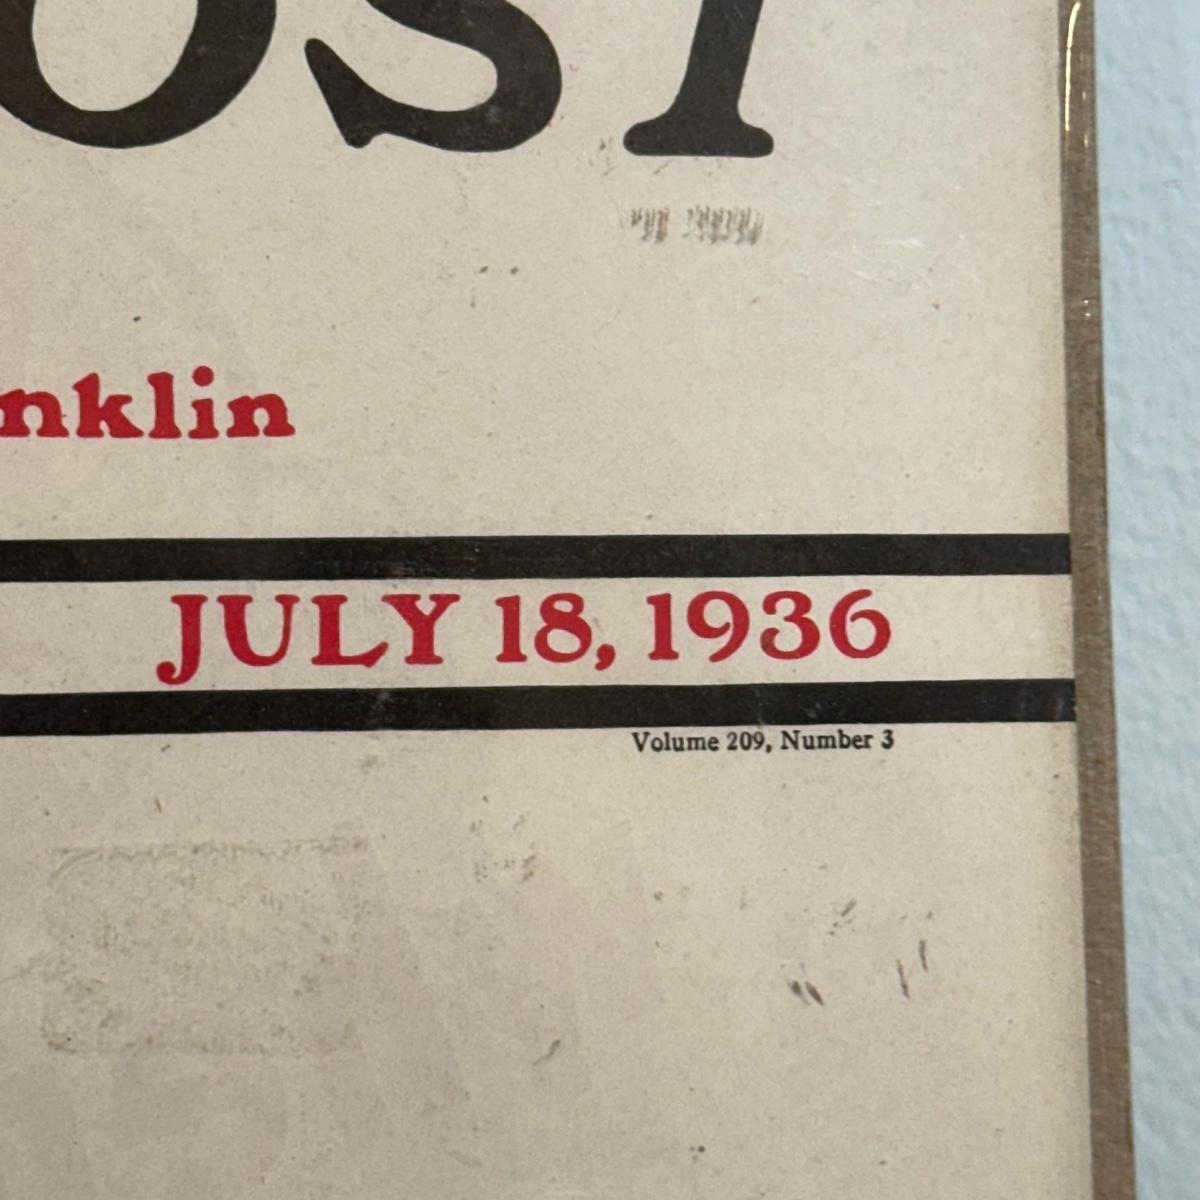 OST
nklin
JULY 18, 1936
Volume 209, Number 3